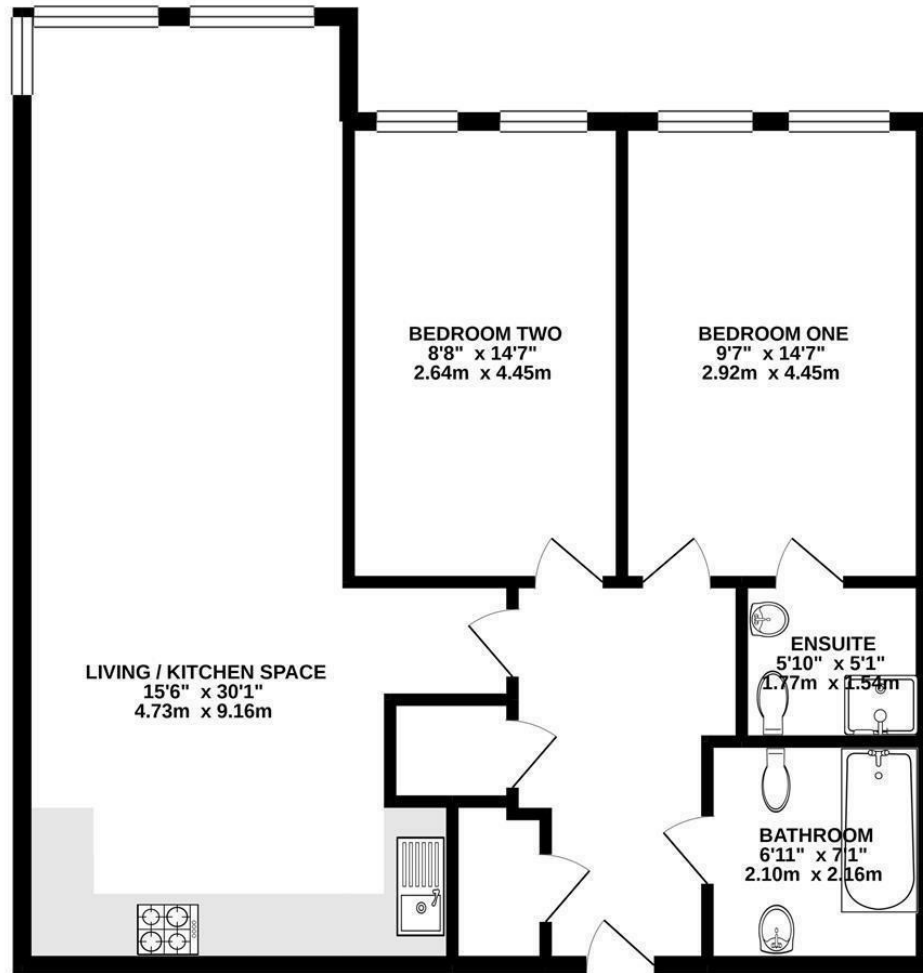 BEDROOM TWO
8'8" x 14'7"
2.64m x 4.45m
BEDROOM ONE
9'7" x 14'7"
2.92m x 4.45m
LIVING / KITCHEN SPACE
15'6" x 30'1"
4.73m x 9.16m
ENSUITE
5'10" x 5'1"
1.77m x 1.54m
BATHROOM
6'11" x 7'1"
2.10m x 2.16m